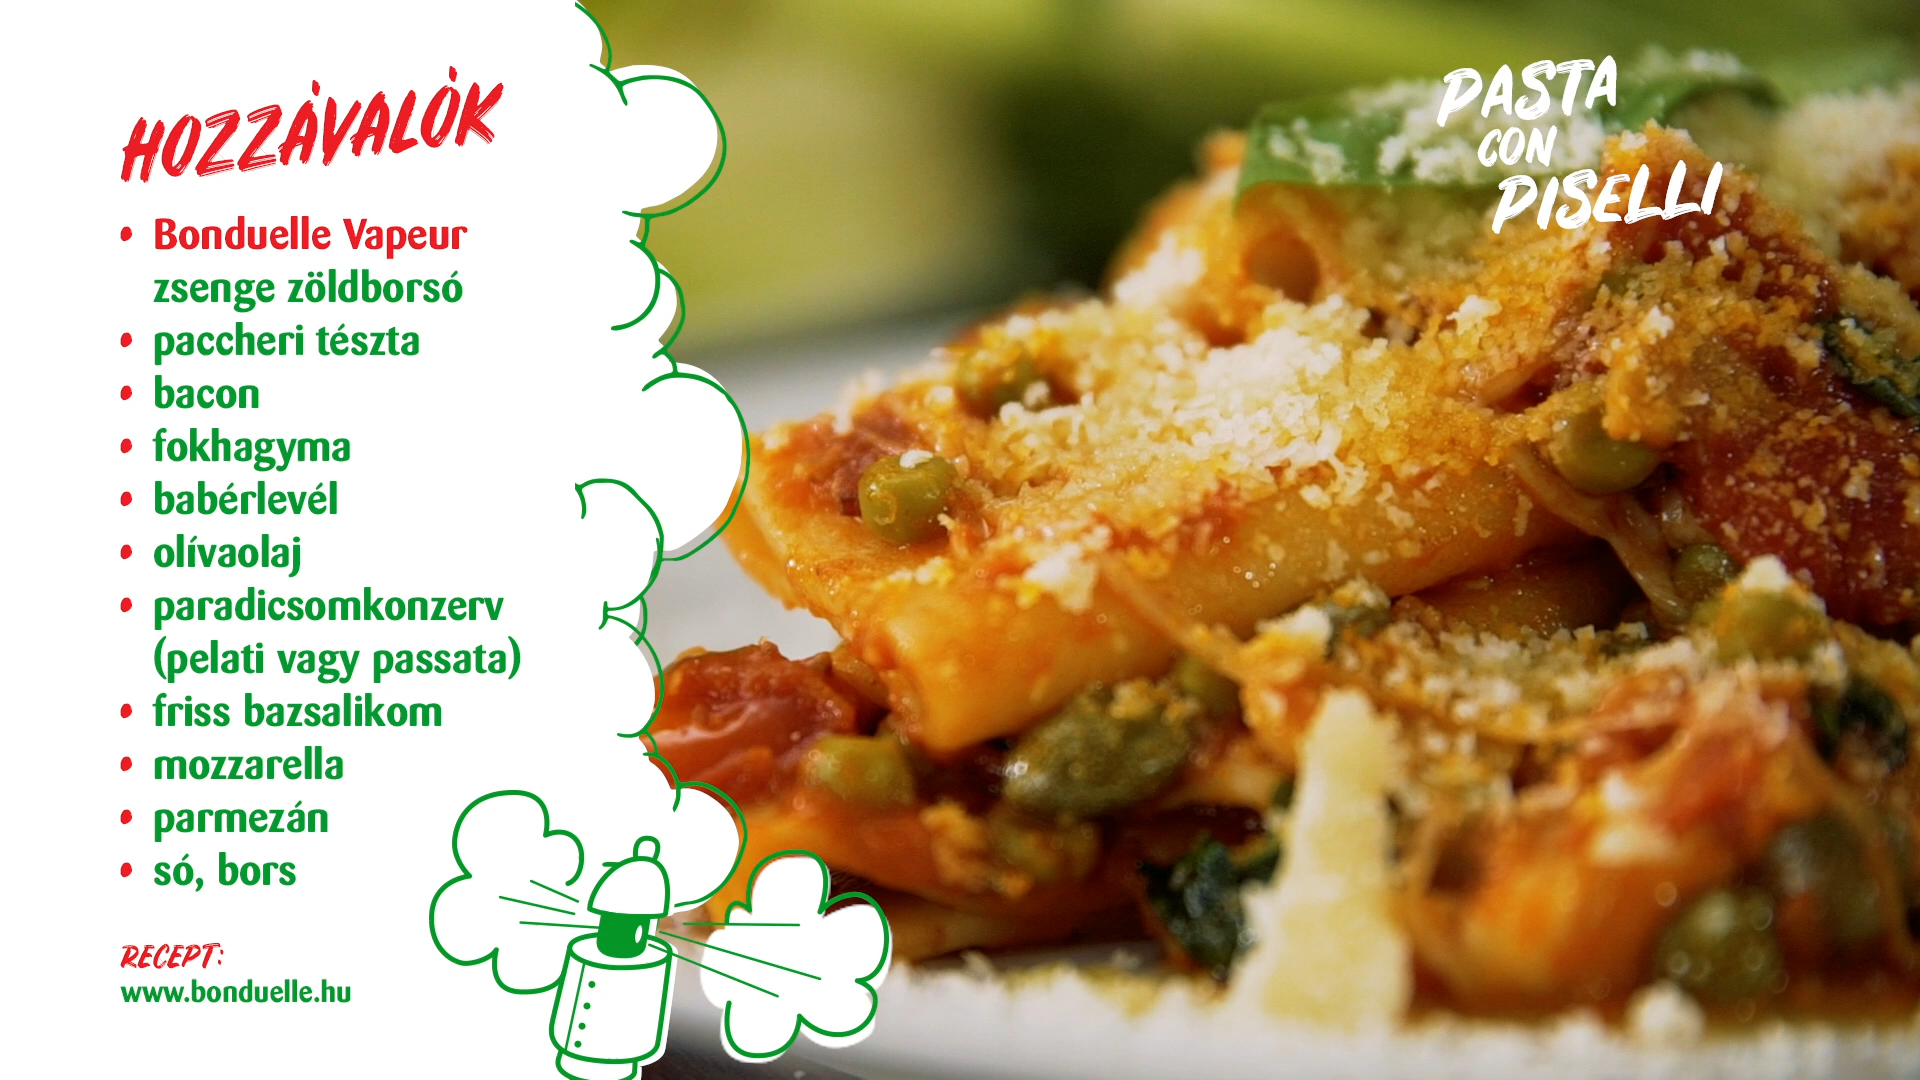 HOZZÁVALÓK
• Bonduelle Vapeur
zsenge zöldborsó
• paccheri tészta
• bacon
• fokhagyma
• babérlevél
• olívaolaj
• paradicsomkonzerv
(pelati vagy passata)
• friss bazsalikom
• mozzarella
• parmezán
• só, bors
RECEPT:
www.bonduelle.hu
PASTA
CON
PISELLI